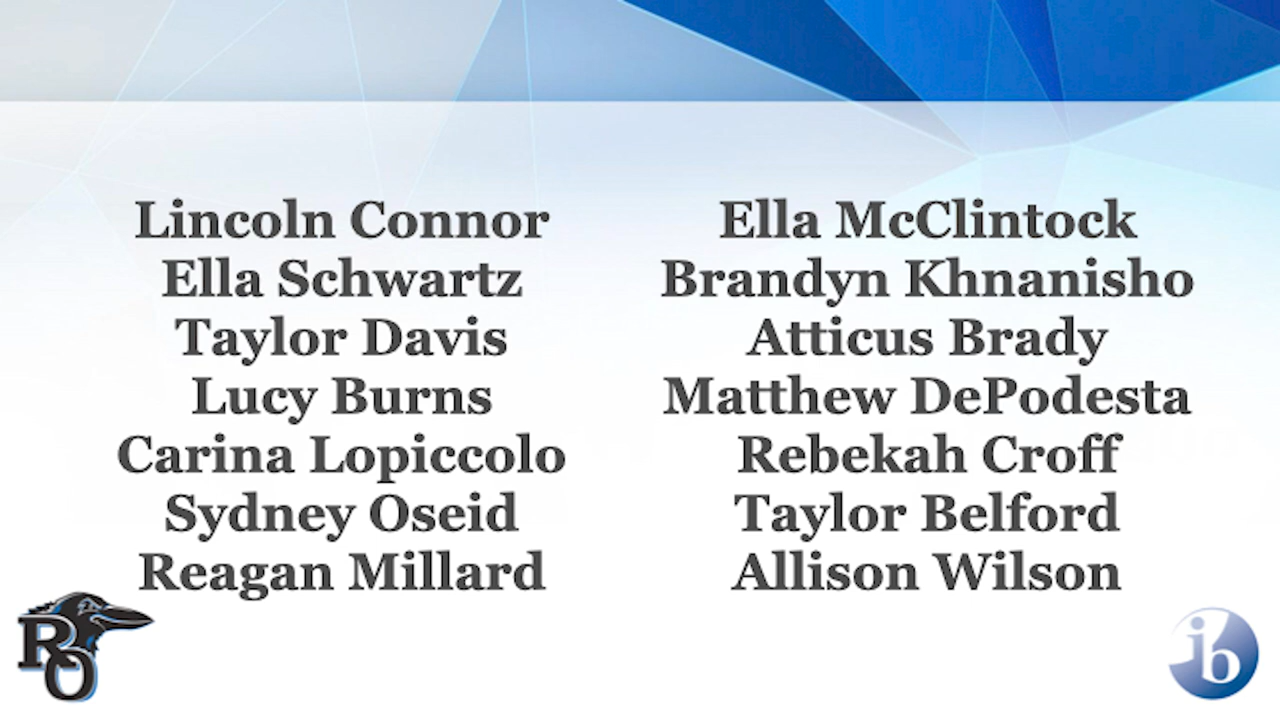 Lincoln Connor
Ella Schwartz
Taylor Davis
Lucy Burns
Carina Lopiccolo
Sydney Oseid
Reagan Millard
Ella McClintock
Brandyn Khnanisho
Atticus Brady
Matthew DePodesta
Rebekah Croff
Taylor Belford
Allison Wilson
RO
ib